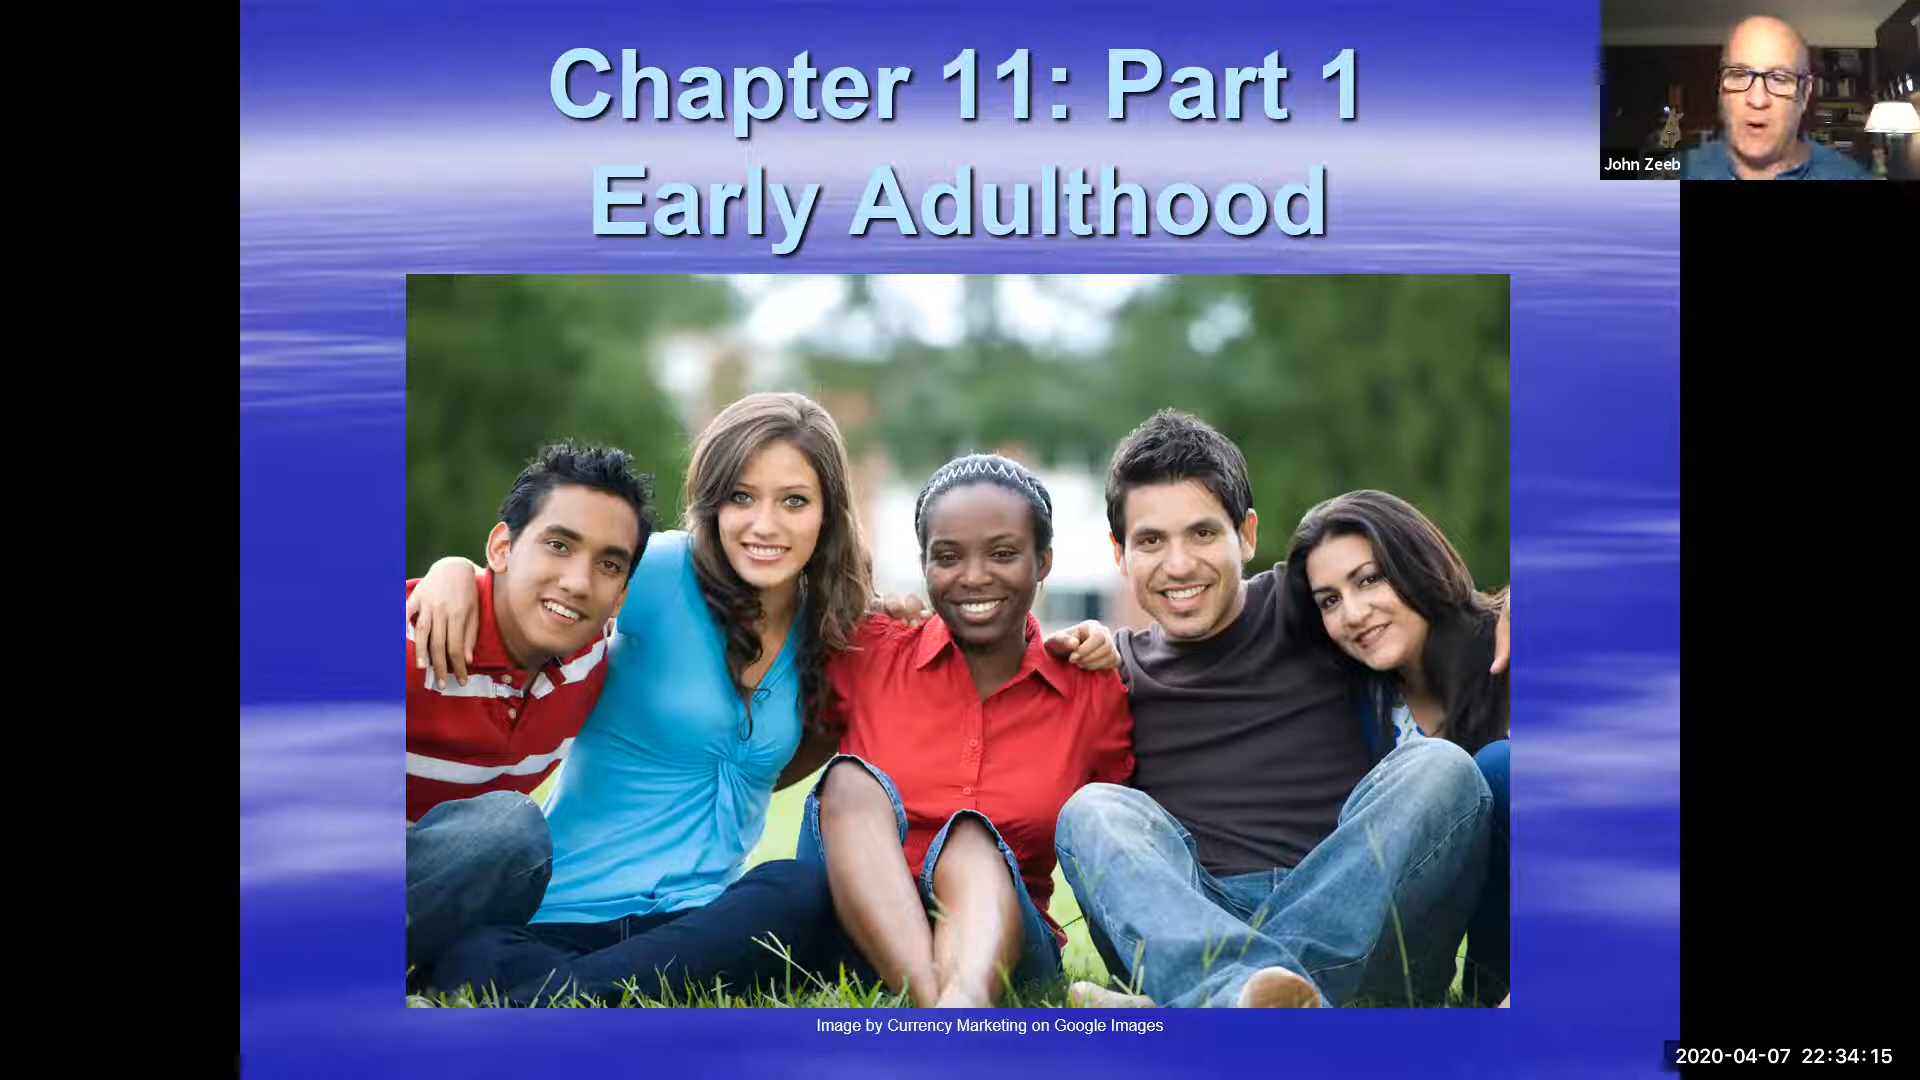 Chapter 11: Part 1
Early Adulthood
John Zeeb
Image by Currency Marketing on Google Images
2020-04-07 22:34:15